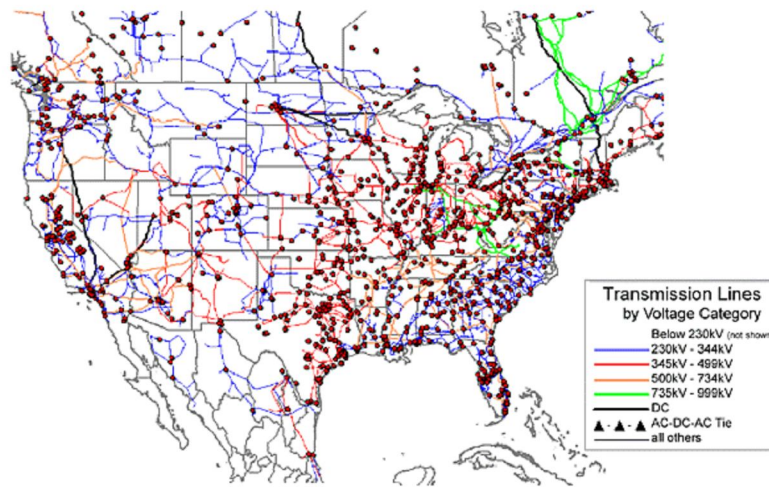 Transmission Lines
by Voltage Category
Below 230kV (not shown)
230kV - 344kV
345kV - 499kV
500kV - 734kV
735kV - 999kV
DC
AC-DC-AC Tie
all others